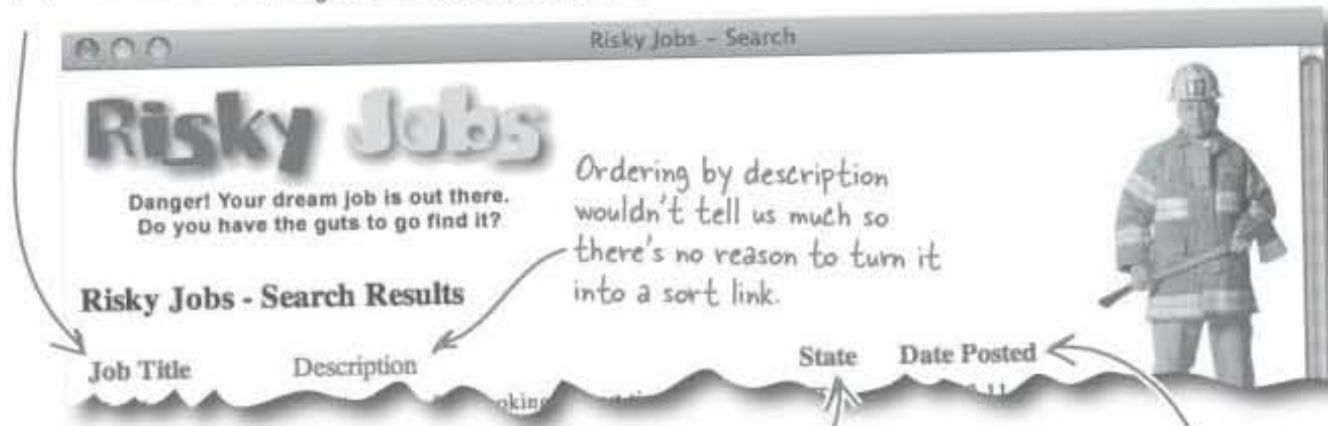 Risky Jobs - Search
Risky Jobs
Danger! Your dream job is out there.
Do you have the guts to go find it?
Ordering by description
wouldn't tell us much so
there's no reason to turn it
into a sort link.
Risky Jobs - Search Results
Job Title Description State Date Posted